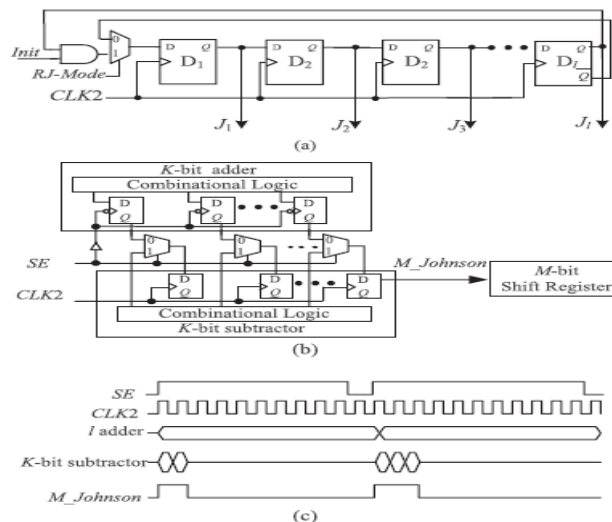 Init
0
1
RJ-Mode
CLK2
D Q
D1
D Q
D2
D Q
D2
D Q
Dl
Q
J1
J2
J3
Jl
(a)
K-bit adder
Combinational Logic
D
Q
D
Q
D
Q
0
1
0
1
0
1
SE
CLK2
D
Q
D
Q
D
Q
M_Johnson
M-bit
Shift Register
Combinational Logic
K-bit subtractor
(b)
SE
CLK2
l adder
K-bit subtractor
M_Johnson
(c)